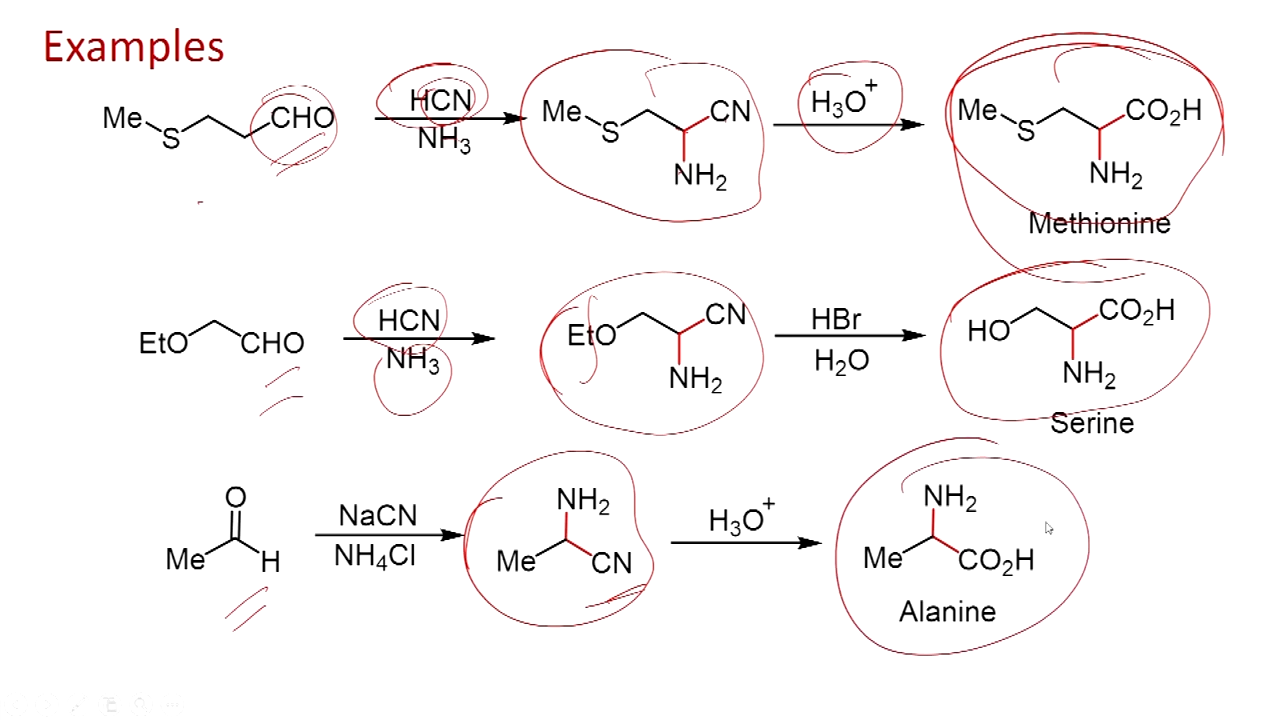 Examples
Me S CHO HCN NH₃ Me S CN NH₂ H₃O⁺ Me S CO₂H NH₂
Methionine
EtO CHO HCN NH₃ EtO CN NH₂ HBr H₂O HO CO₂H NH₂
Serine
O Me H NaCN NH₄Cl NH₂ Me CN H₃O⁺ NH₂ Me CO₂H
Alanine